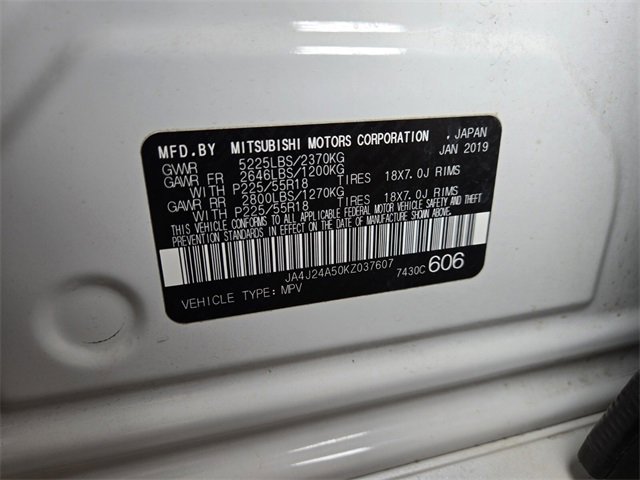 MFD.BY MITSUBISHI MOTORS CORPORATION . JAPAN
GWWR 5225LBS/2370KG JAN 2019
GAWR FR 2646LBS/1200KG
WITH P225/55R18 TIRES 18X7.0J RIMS
GAWR RR 2800LBS/1270KG
WITH P225/55R18 TIRES 18X7.0J RIMS
THIS VEHICLE CONFORMS TO ALL APPLICABLE FEDERAL MOTOR VEHICLE SAFETY AND THEFT
PREVENTION STANDARDS IN EFFECT ON THE DATE OF MANUFACTURE SHOWN ABOVE.
JA4J24A50KZ037607
7430C 606
VEHICLE TYPE: MPV